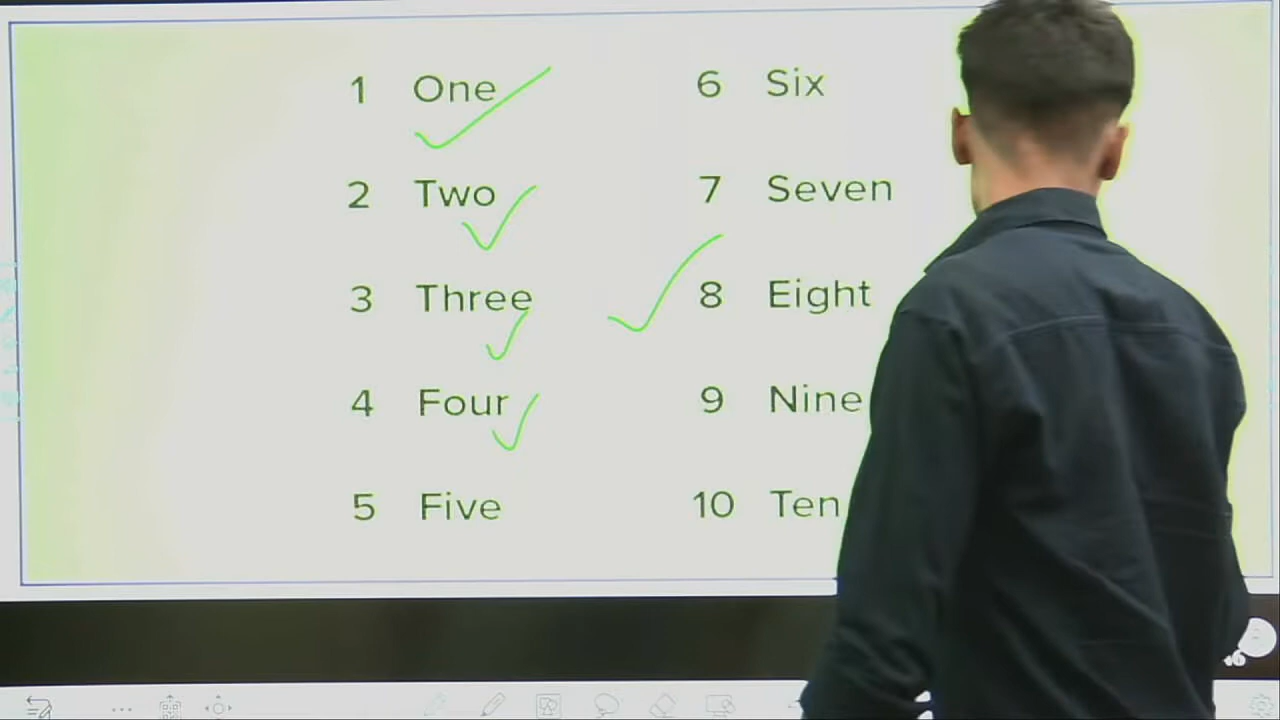 1 One
2 Two
3 Three
4 Four
5 Five
6 Six
7 Seven
8 Eight
9 Nine
10 Ten